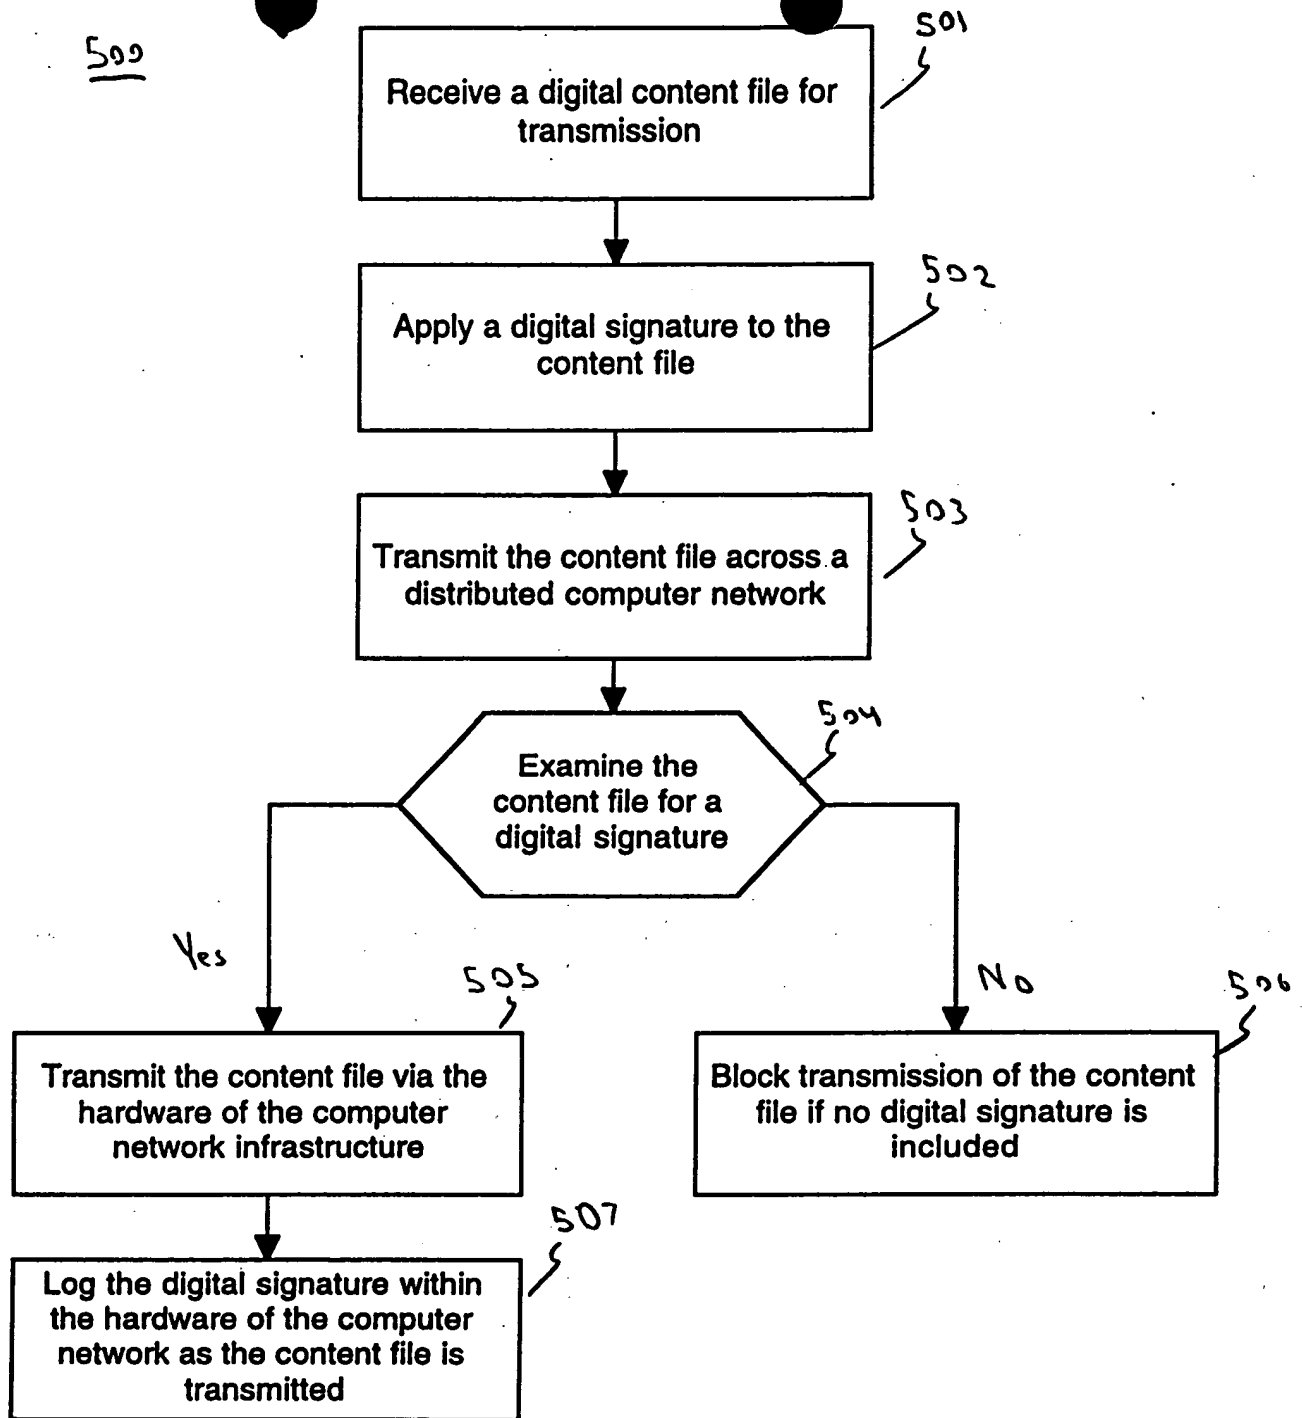 500
501
Receive a digital content file for
transmission
502
Apply a digital signature to the
content file
503
Transmit the content file across a
distributed computer network
504
Examine the
content file for a
digital signature
Yes
No
505
506
Transmit the content file via the
hardware of the computer
network infrastructure
Block transmission of the content
file if no digital signature is
included
507
Log the digital signature within
the hardware of the computer
network as the content file is
transmitted